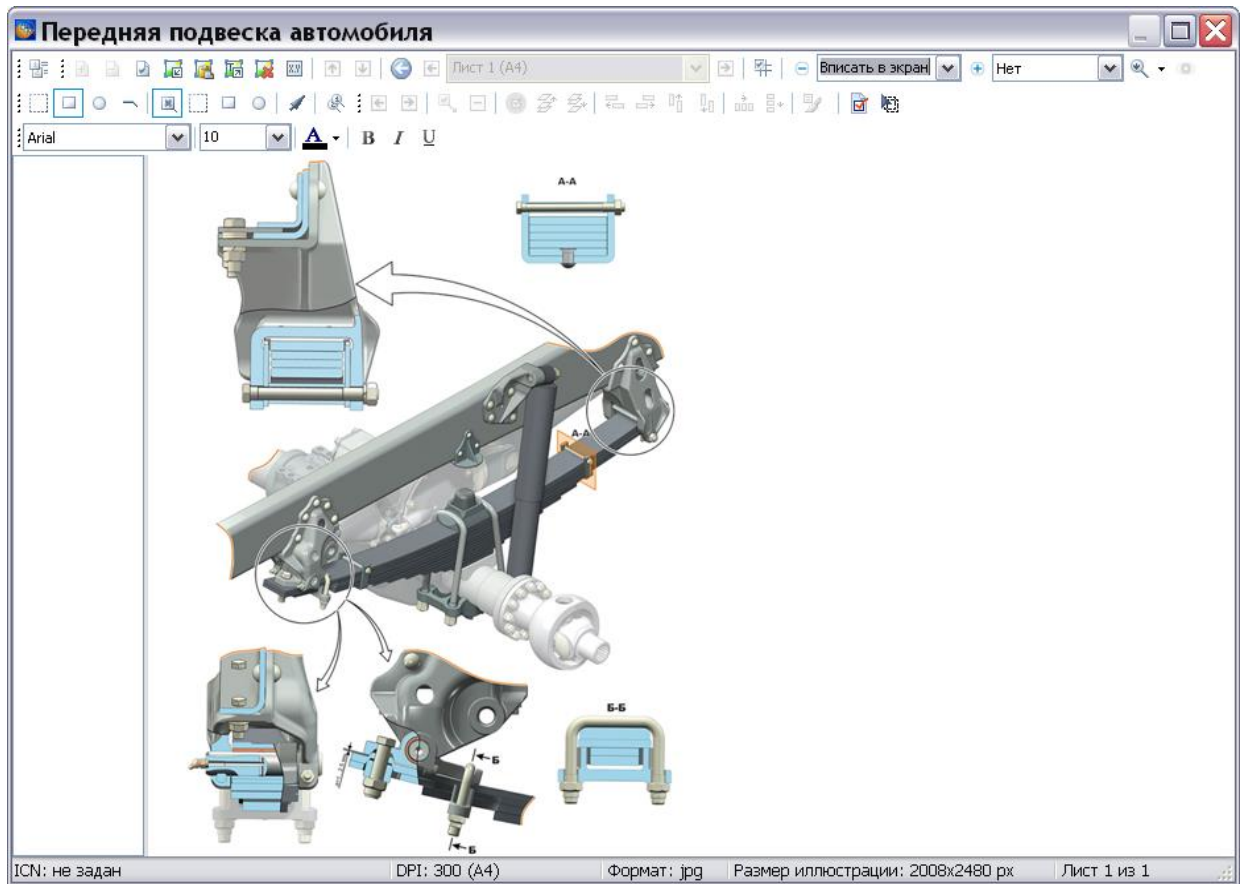 Передняя подвеска автомобиля
Лист 1 (A4)
Вписать в экран
Нет
Arial
10
A
B I U
А-А
А-А
Б-Б
Б
Б
ICN: не задан
DPI: 300 (A4)
Формат: jpg
Размер иллюстрации: 2008x2480 px
Лист 1 из 1